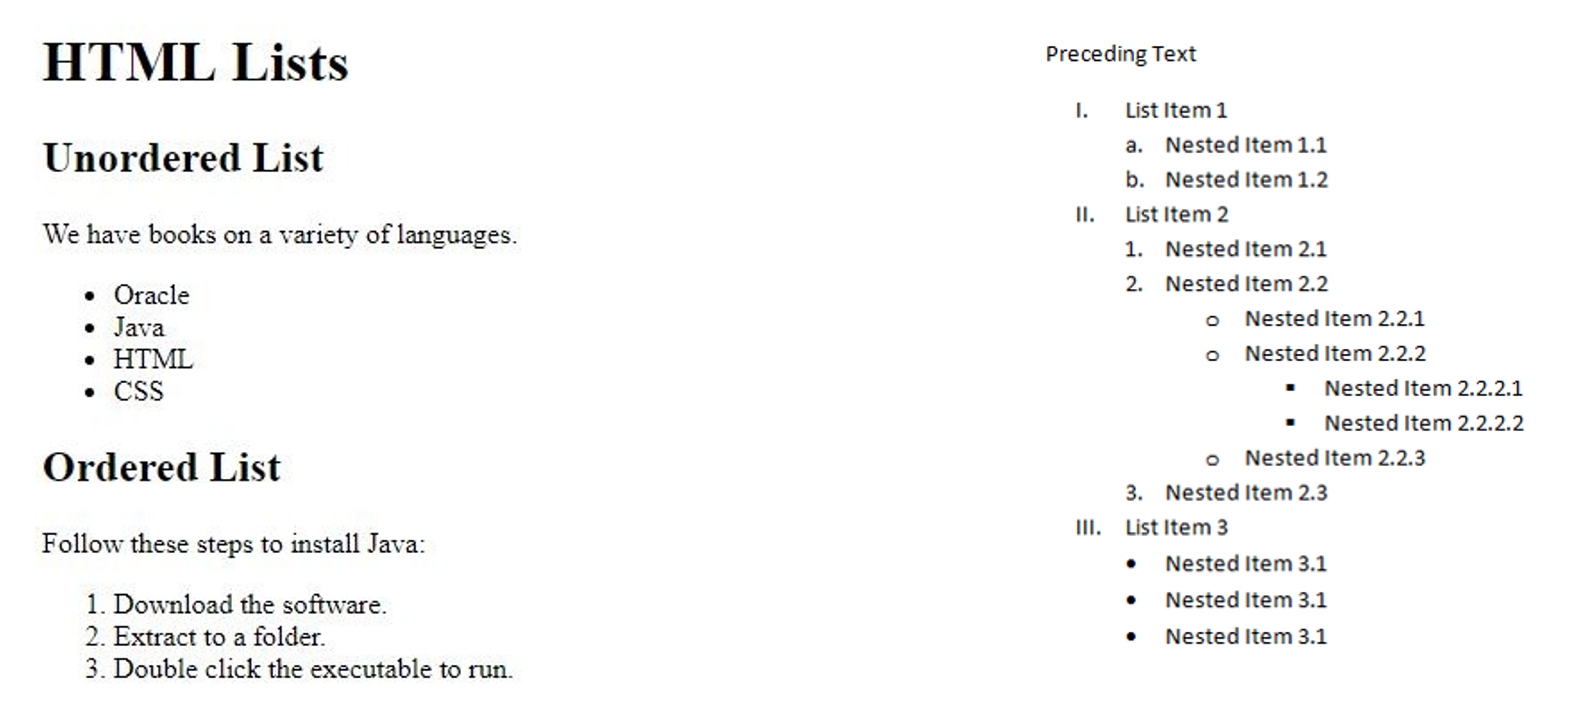 HTML Lists
Unordered List
We have books on a variety of languages.
• Oracle
• Java
• HTML
• CSS
Ordered List
Follow these steps to install Java:
1. Download the software.
2. Extract to a folder.
3. Double click the executable to run.
Preceding Text
I. List Item 1
a. Nested Item 1.1
b. Nested Item 1.2
II. List Item 2
1. Nested Item 2.1
2. Nested Item 2.2
o Nested Item 2.2.1
o Nested Item 2.2.2
▪ Nested Item 2.2.2.1
▪ Nested Item 2.2.2.2
o Nested Item 2.2.3
3. Nested Item 2.3
III. List Item 3
• Nested Item 3.1
• Nested Item 3.1
• Nested Item 3.1